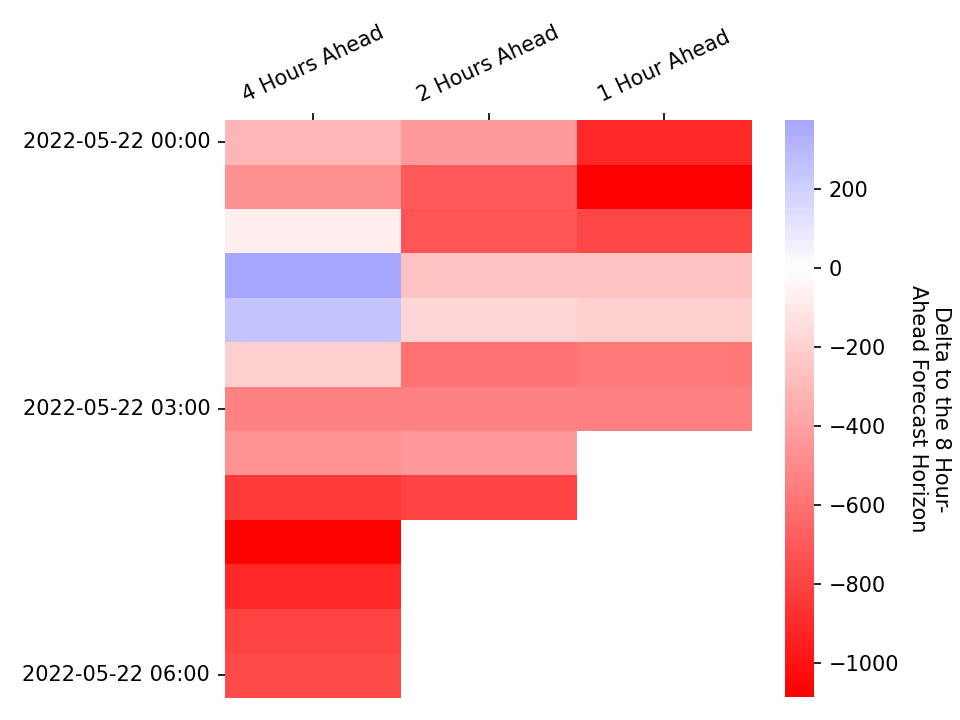 4 Hours Ahead
2 Hours Ahead
1 Hour Ahead
2022-05-22 00:00
2022-05-22 03:00
2022-05-22 06:00
200
0
−200
−400
−600
−800
−1000
Delta to the 8 Hour-
Ahead Forecast Horizon